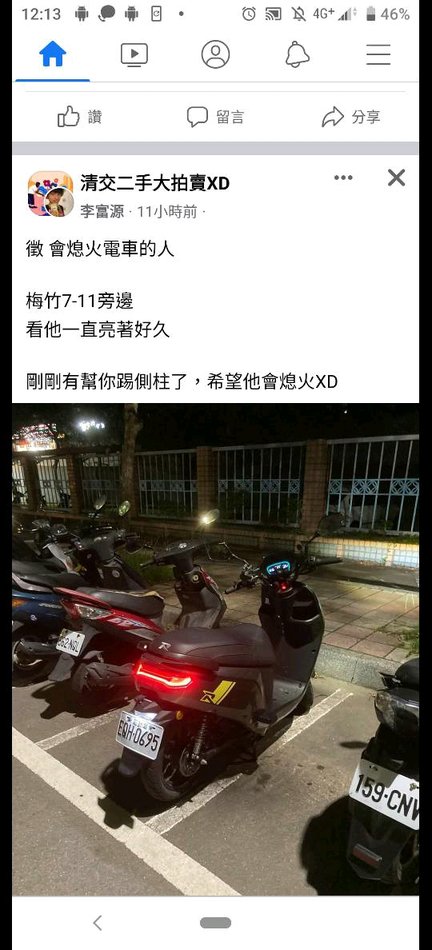 12:13
4G+
46%
讚
留言
分享
清交二手大拍賣XD
李富源 · 11小時前 ·
徵 會熄火電車的人
梅竹7-11旁邊
看他一直亮著好久
剛剛有幫你踢側柱了，希望他會熄火XD
EWH-0695
159-CNW